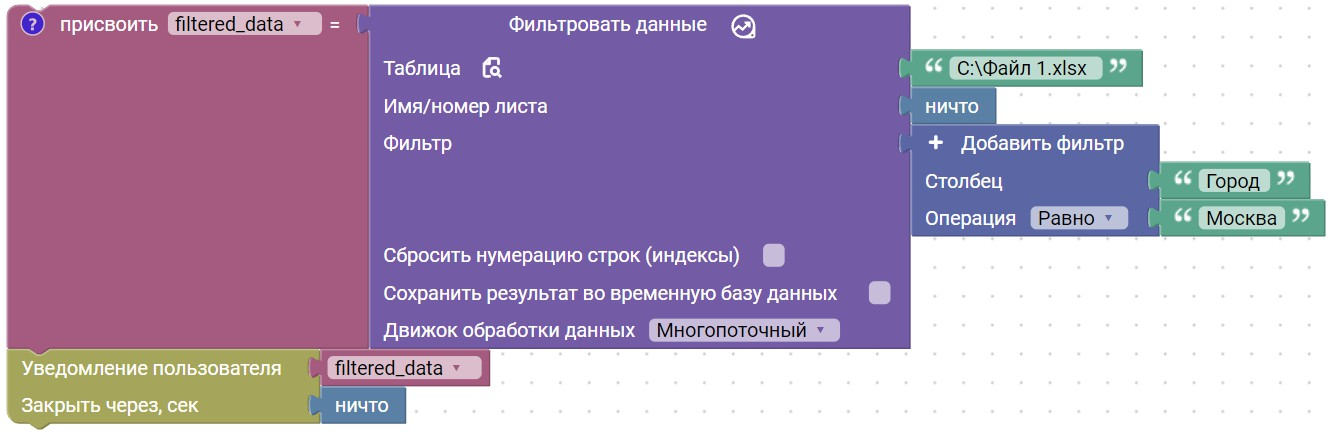 ? присвоить filtered_data = Фильтровать данные
Таблица “ C:\Файл 1.xlsx ”
Имя/номер листа ничто
Фильтр + Добавить фильтр
Столбец “ Город ”
Операция Равно “ Москва ”
Сбросить нумерацию строк (индексы)
Сохранить результат во временную базу данных
Движок обработки данных Многопоточный
Уведомление пользователя filtered_data
Закрыть через, сек ничто